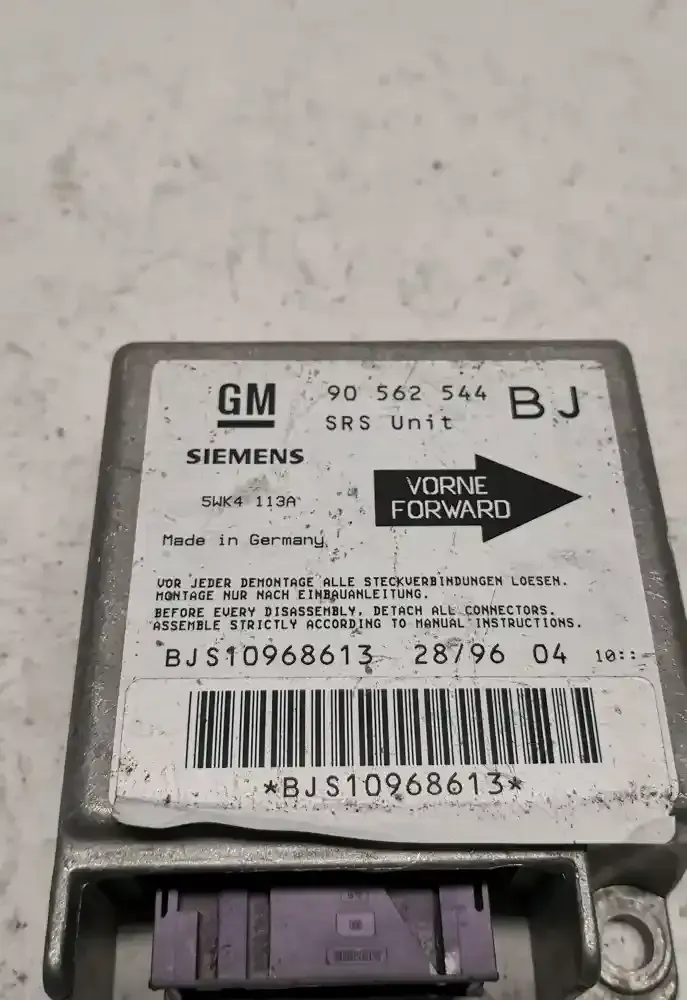 GM 90 562 544 BJ
SRS Unit
SIEMENS
5WK4 113A
VORNE
FORWARD
Made in Germany
VOR JEDER DEMONTAGE ALLE STECKVERBINDUNGEN LOESEN.
MONTAGE NUR NACH EINBAUANLEITUNG.
BEFORE EVERY DISASSEMBLY, DETACH ALL CONNECTORS.
ASSEMBLE STRICTLY ACCORDING TO MANUAL INSTRUCTIONS.
BJS10968613 28/96 04 10::
*BJS10968613*